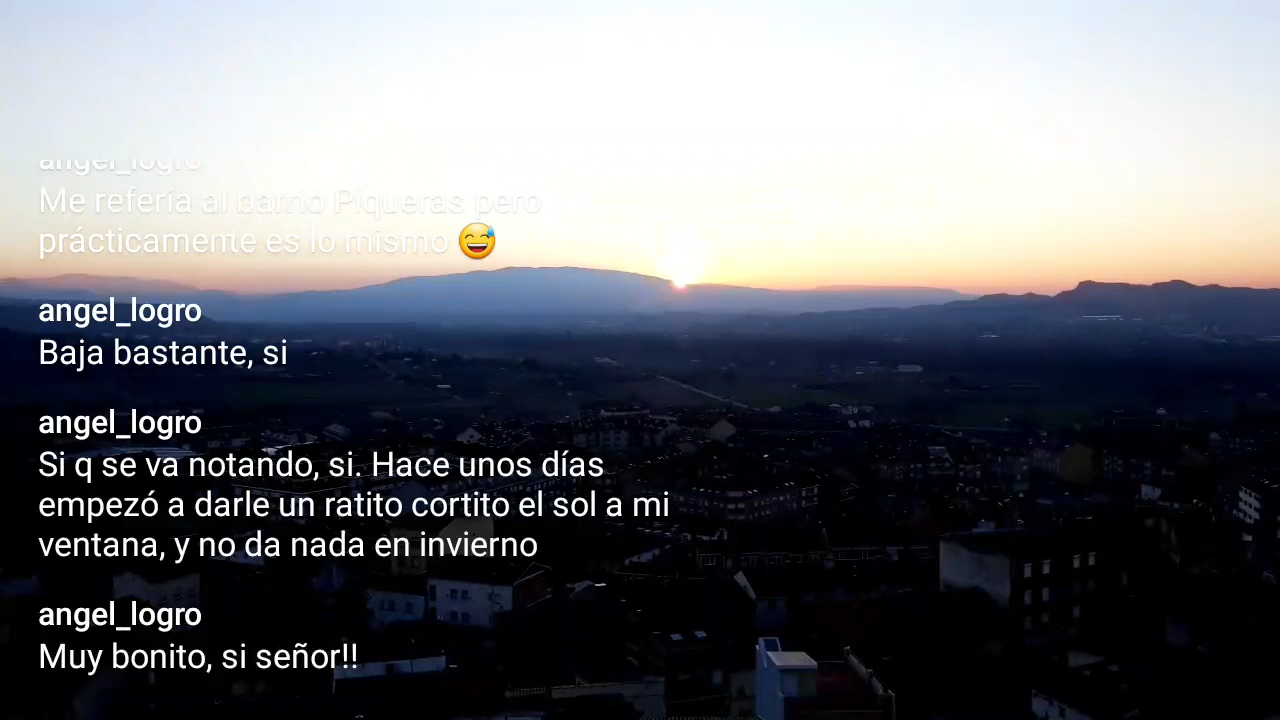 angel_logro
Me refería al barrio Piqueras pero
prácticamente es lo mismo 😅
angel_logro
Baja bastante, si
angel_logro
Si q se va notando, si. Hace unos días
empezó a darle un ratito cortito el sol a mi
ventana, y no da nada en invierno
angel_logro
Muy bonito, si señor!!